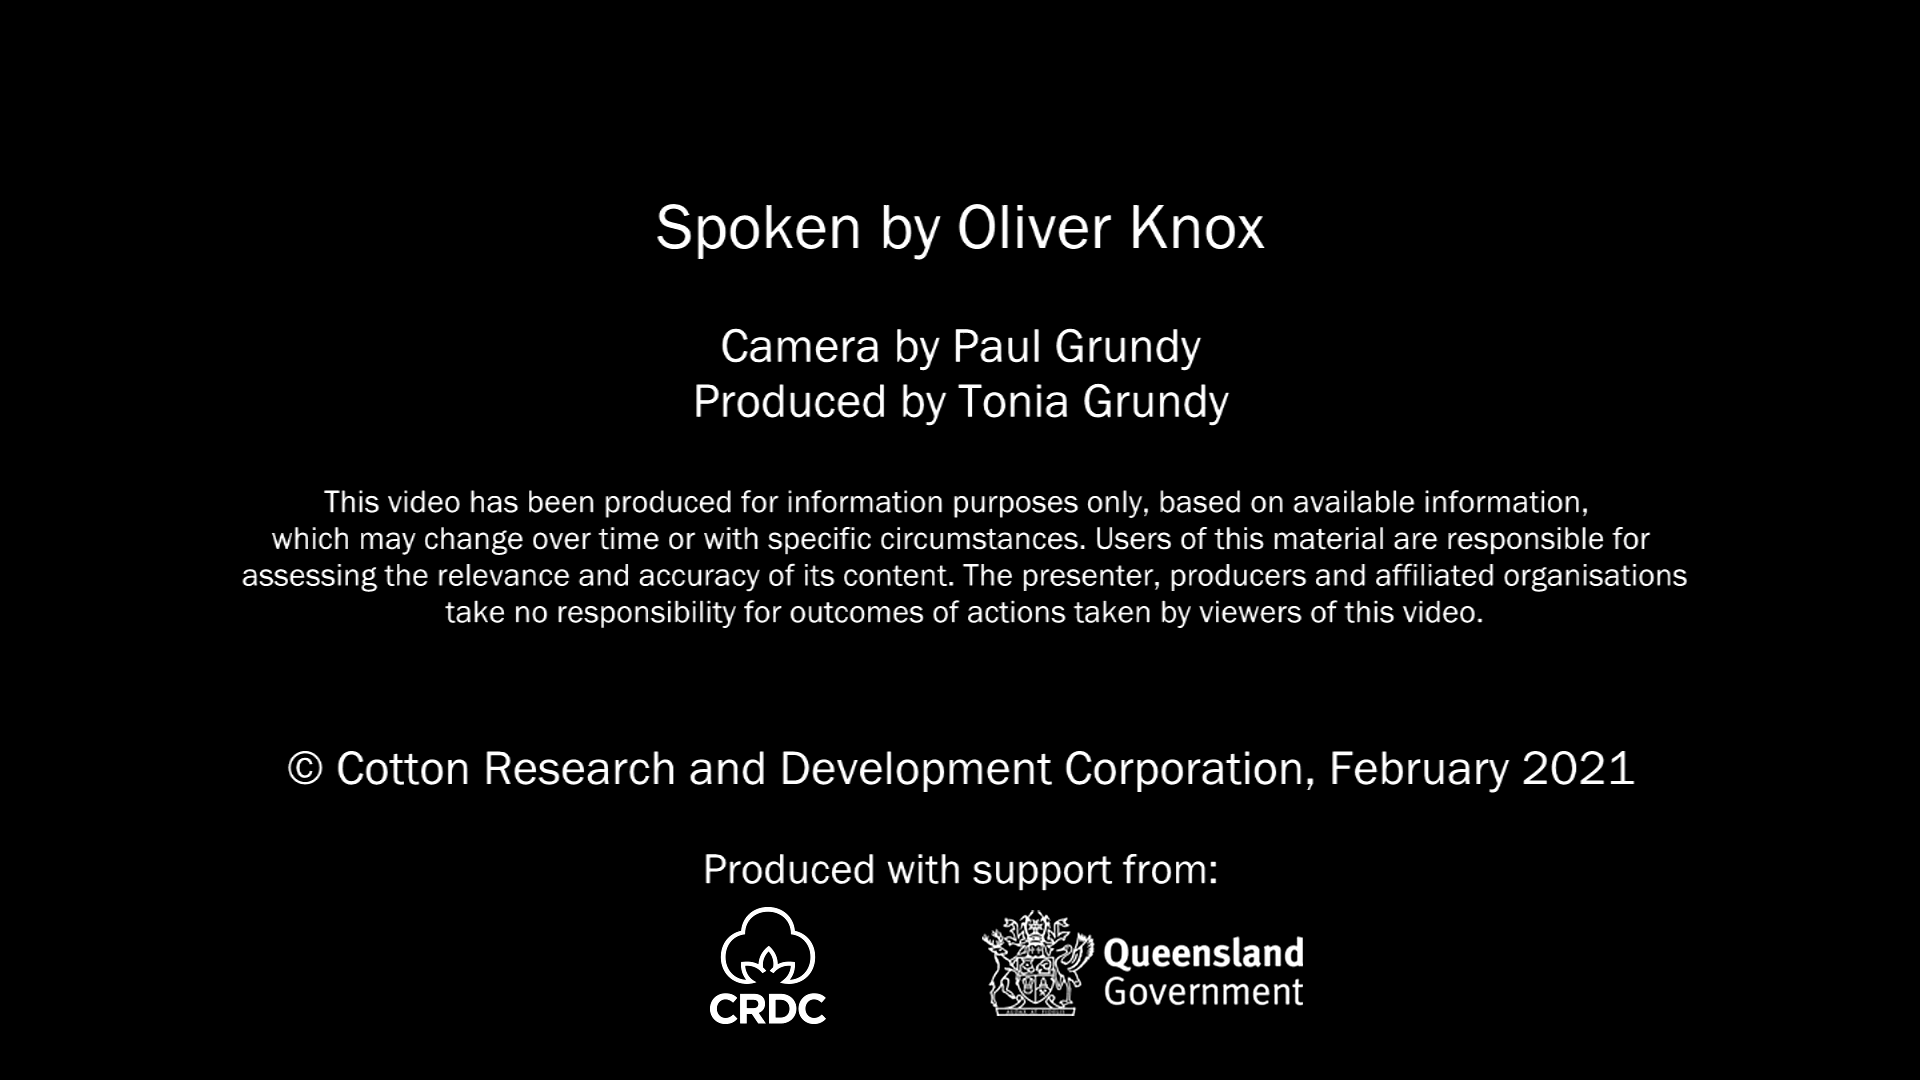 Spoken by Oliver Knox
Camera by Paul Grundy
Produced by Tonia Grundy
This video has been produced for information purposes only, based on available information,
which may change over time or with specific circumstances. Users of this material are responsible for
assessing the relevance and accuracy of its content. The presenter, producers and affiliated organisations
take no responsibility for outcomes of actions taken by viewers of this video.
© Cotton Research and Development Corporation, February 2021
Produced with support from:
CRDC
Queensland
Government